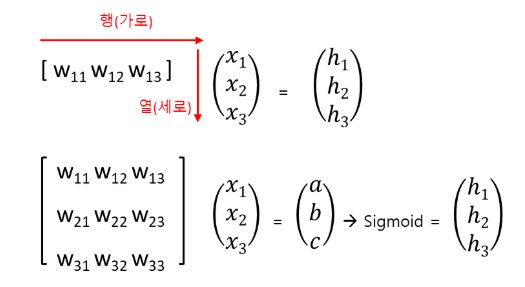 행(가로)
[ w₁₁ w₁₂ w₁₃ ] (x₁ x₂ x₃) = (h₁ h₂ h₃)
열(세로)
[ w₁₁ w₁₂ w₁₃
w₂₁ w₂₂ w₂₃
w₃₁ w₃₂ w₃₃ ] (x₁ x₂ x₃) = (a b c) → Sigmoid = (h₁ h₂ h₃)